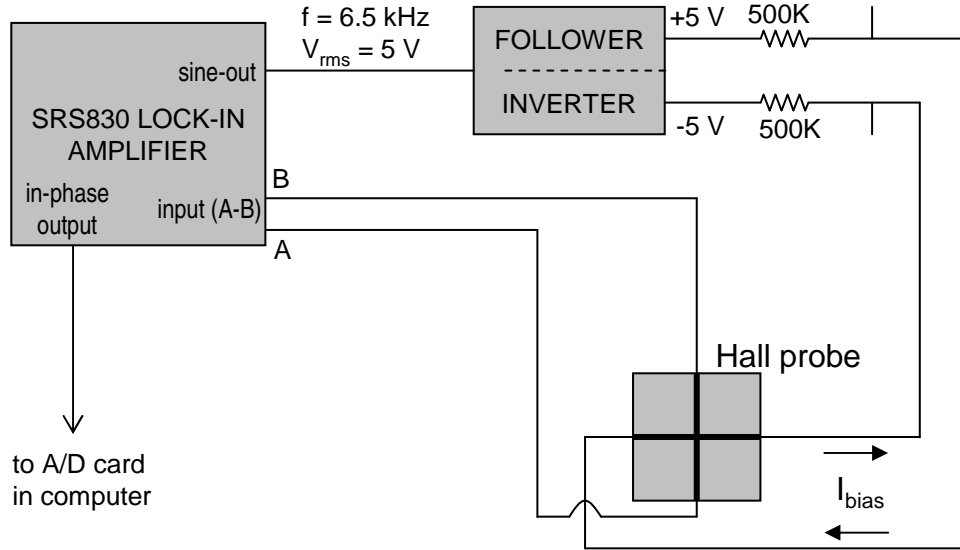 f = 6.5 kHz
V_rms = 5 V
sine-out
SRS830 LOCK-IN
AMPLIFIER
in-phase
output
input (A-B)
B
A
FOLLOWER
INVERTER
+5 V
500K
-5 V
500K
Hall probe
I_bias
to A/D card
in computer